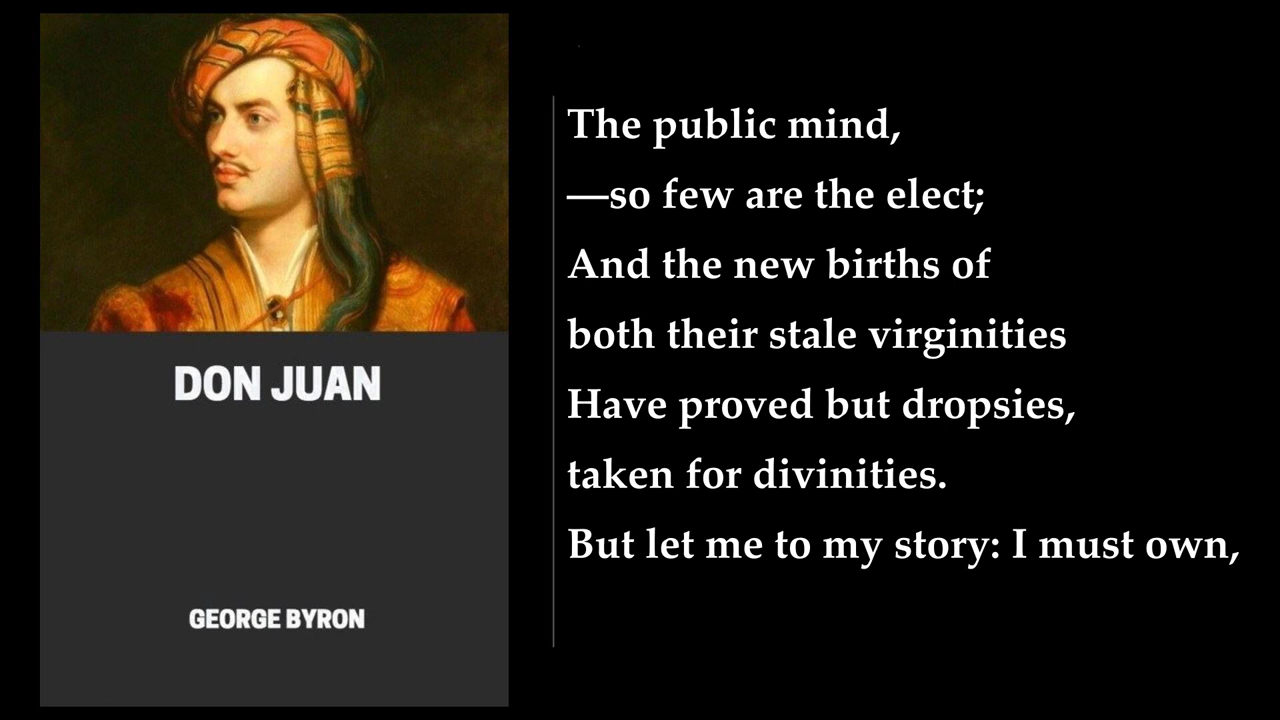 DON JUAN
GEORGE BYRON
The public mind,
—so few are the elect;
And the new births of
both their stale virginities
Have proved but dropsies,
taken for divinities.
But let me to my story: I must own,